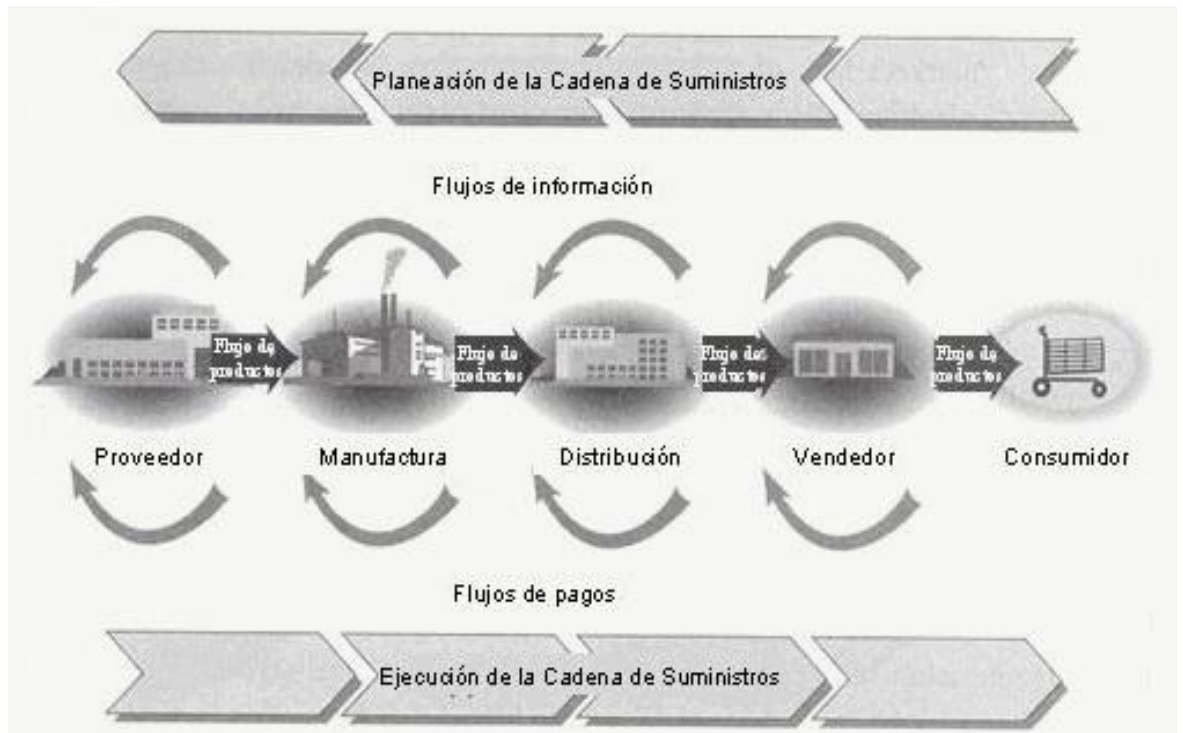 Planeación de la Cadena de Suministros
Flujos de información
Flujo de
productos
Flujo de
productos
Flujo de
productos
Flujo de
productos
Proveedor
Manufactura
Distribución
Vendedor
Consumidor
Flujos de pagos
Ejecución de la Cadena de Suministros